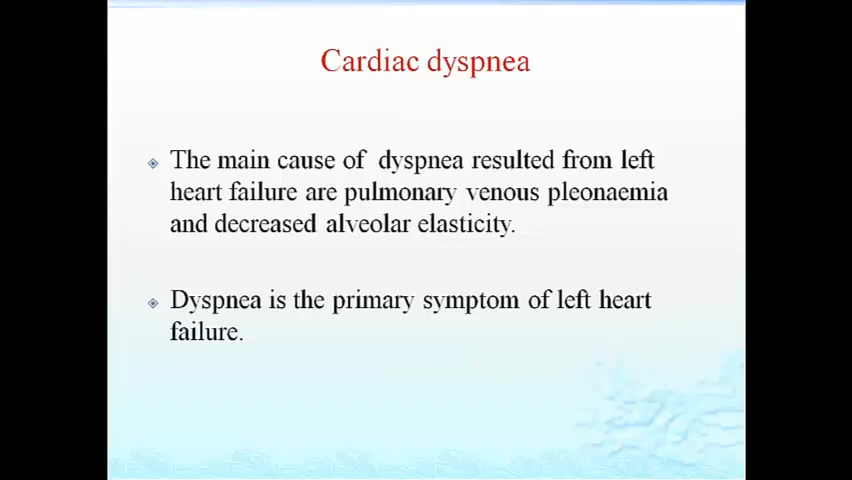 Cardiac dyspnea
The main cause of dyspnea resulted from left
heart failure are pulmonary venous pleonaemia
and decreased alveolar elasticity.
Dyspnea is the primary symptom of left heart
failure.